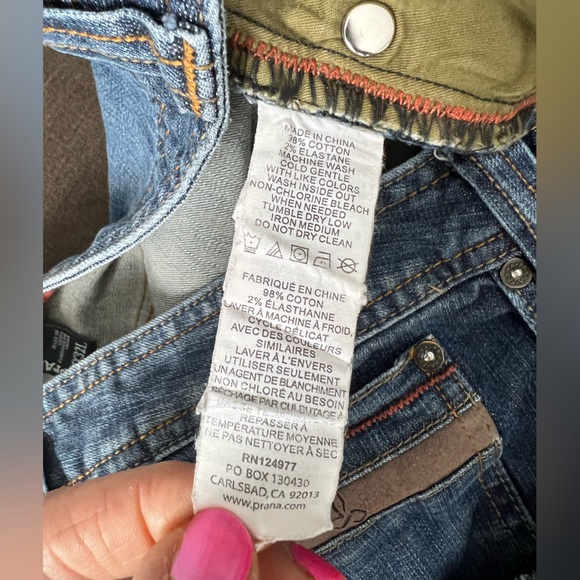 MADE IN CHINA
98% COTTON
2% ELASTANE
MACHINE WASH
COLD GENTLE
WITH LIKE COLORS
WASH INSIDE OUT
NON-CHLORINE BLEACH
WHEN NEEDED
TUMBLE DRY LOW
IRON MEDIUM
DO NOT DRY CLEAN
FABRIQUÉ EN CHINE
98% COTON
2% ÉLASTHANNE
LAVER À MACHINE À FROID,
CYCLE DÉLICAT
AVEC DES COULEURS
SIMILAIRES
LAVER À L'ENVERS
UTILISER SEULEMENT
UN AGENT DE BLANCHIMENT
NON CHLORÉ AU BESOIN
SÉCHAGE PAR CULBUTAGE À
REPASSER À
TEMPÉRATURE MOYENNE
NE PAS NETTOYER À SEC
RN124977
PO BOX 130430
CARLSBAD, CA 92013
www.prana.com